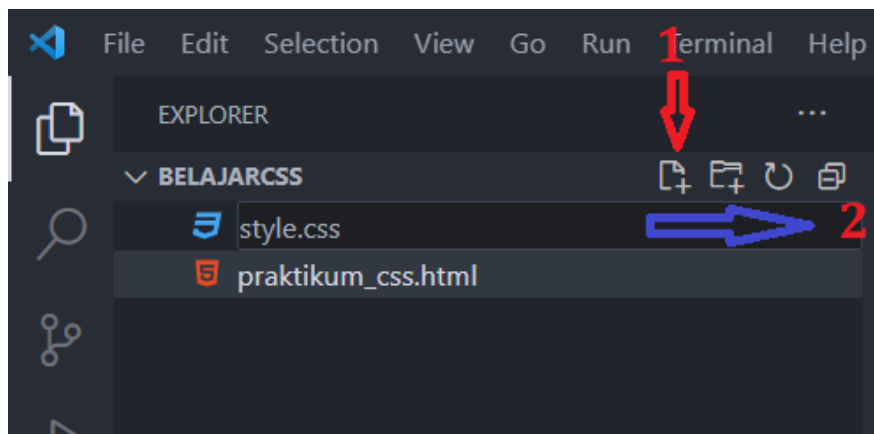 File Edit Selection View Go Run Terminal Help
1
EXPLORER
BELAJARCSS
style.css
2
praktikum_css.html